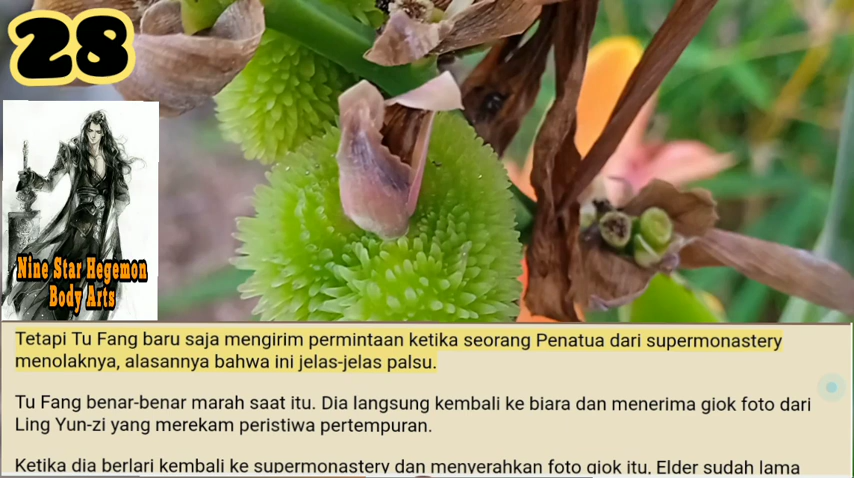 28
Nine Star Hegemon
Body Arts
Tetapi Tu Fang baru saja mengirim permintaan ketika seorang Penatua dari supermonastery
menolaknya, alasannya bahwa ini jelas-jelas palsu.
Tu Fang benar-benar marah saat itu. Dia langsung kembali ke biara dan menerima giok foto dari
Ling Yun-zi yang merekam peristiwa pertempuran.
Ketika dia berlari kembali ke supermonastery dan menyerahkan foto giok itu. Elder sudah lama